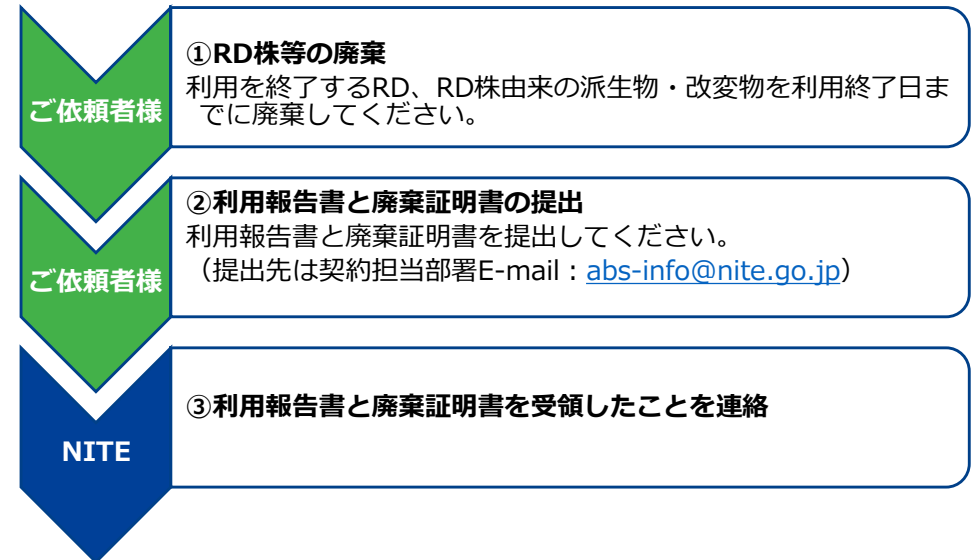 ご依頼者様
①RD株等の廃棄
利用を終了するRD、RD株由来の派生物・改変物を利用終了日ま
でに廃棄してください。
ご依頼者様
②利用報告書と廃棄証明書の提出
利用報告書と廃棄証明書を提出してください。
（提出先は契約担当部署E-mail：abs-info@nite.go.jp）
NITE
③利用報告書と廃棄証明書を受領したことを連絡